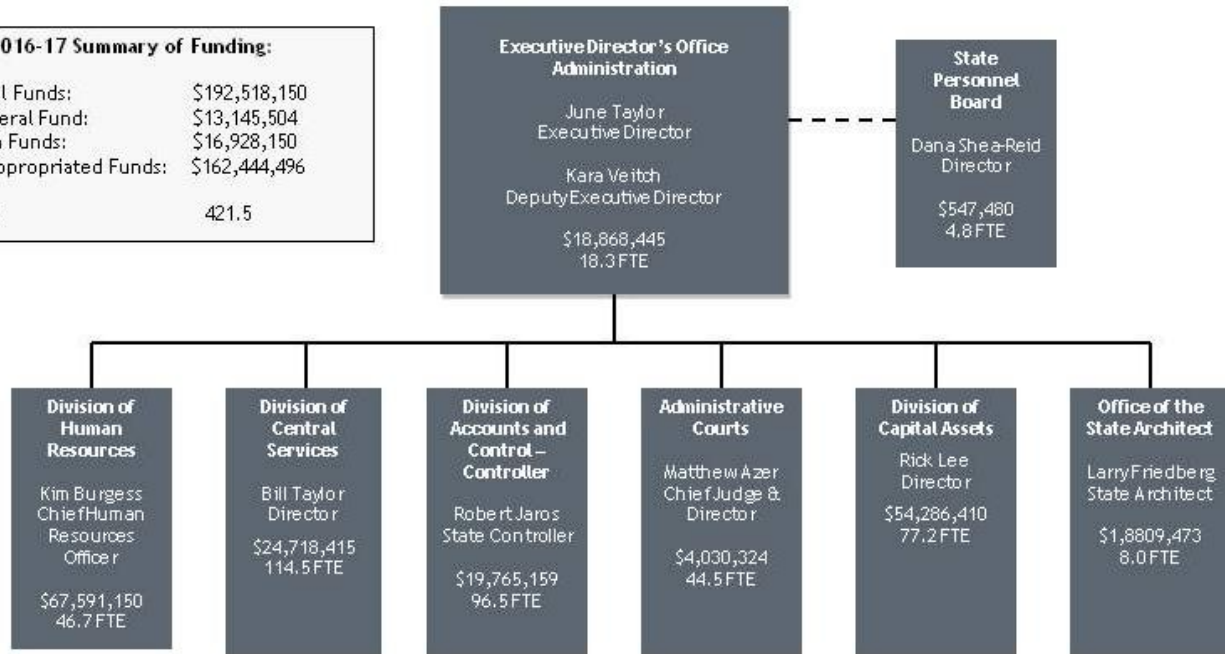 016-17 Summary of Funding:
l Funds: $192,518,150
eral Fund: $13,145,504
Funds: $16,928,150
ppropriated Funds: $162,444,496
421.5
Executive Director's Office
Administration
June Taylor
Executive Director
Kara Veitch
Deputy Executive Director
$18,868,445
18.3 FTE
State
Personnel
Board
Dana Shea-Reid
Director
$547,480
4.8 FTE
Division of
Human
Resources
Kim Burgess
Chief Human
Resources
Officer
$67,591,150
46.7 FTE
Division of
Central
Services
Bill Taylor
Director
$24,718,415
114.5 FTE
Division of
Accounts and
Control –
Controller
Robert Jaros
State Controller
$19,765,159
96.5 FTE
Administrative
Courts
Matthew Azer
Chief Judge &
Director
$4,030,324
44.5 FTE
Division of
Capital Assets
Rick Lee
Director
$54,286,410
77.2 FTE
Office of the
State Architect
Larry Friedberg
State Architect
$1,8809,473
8.0 FTE